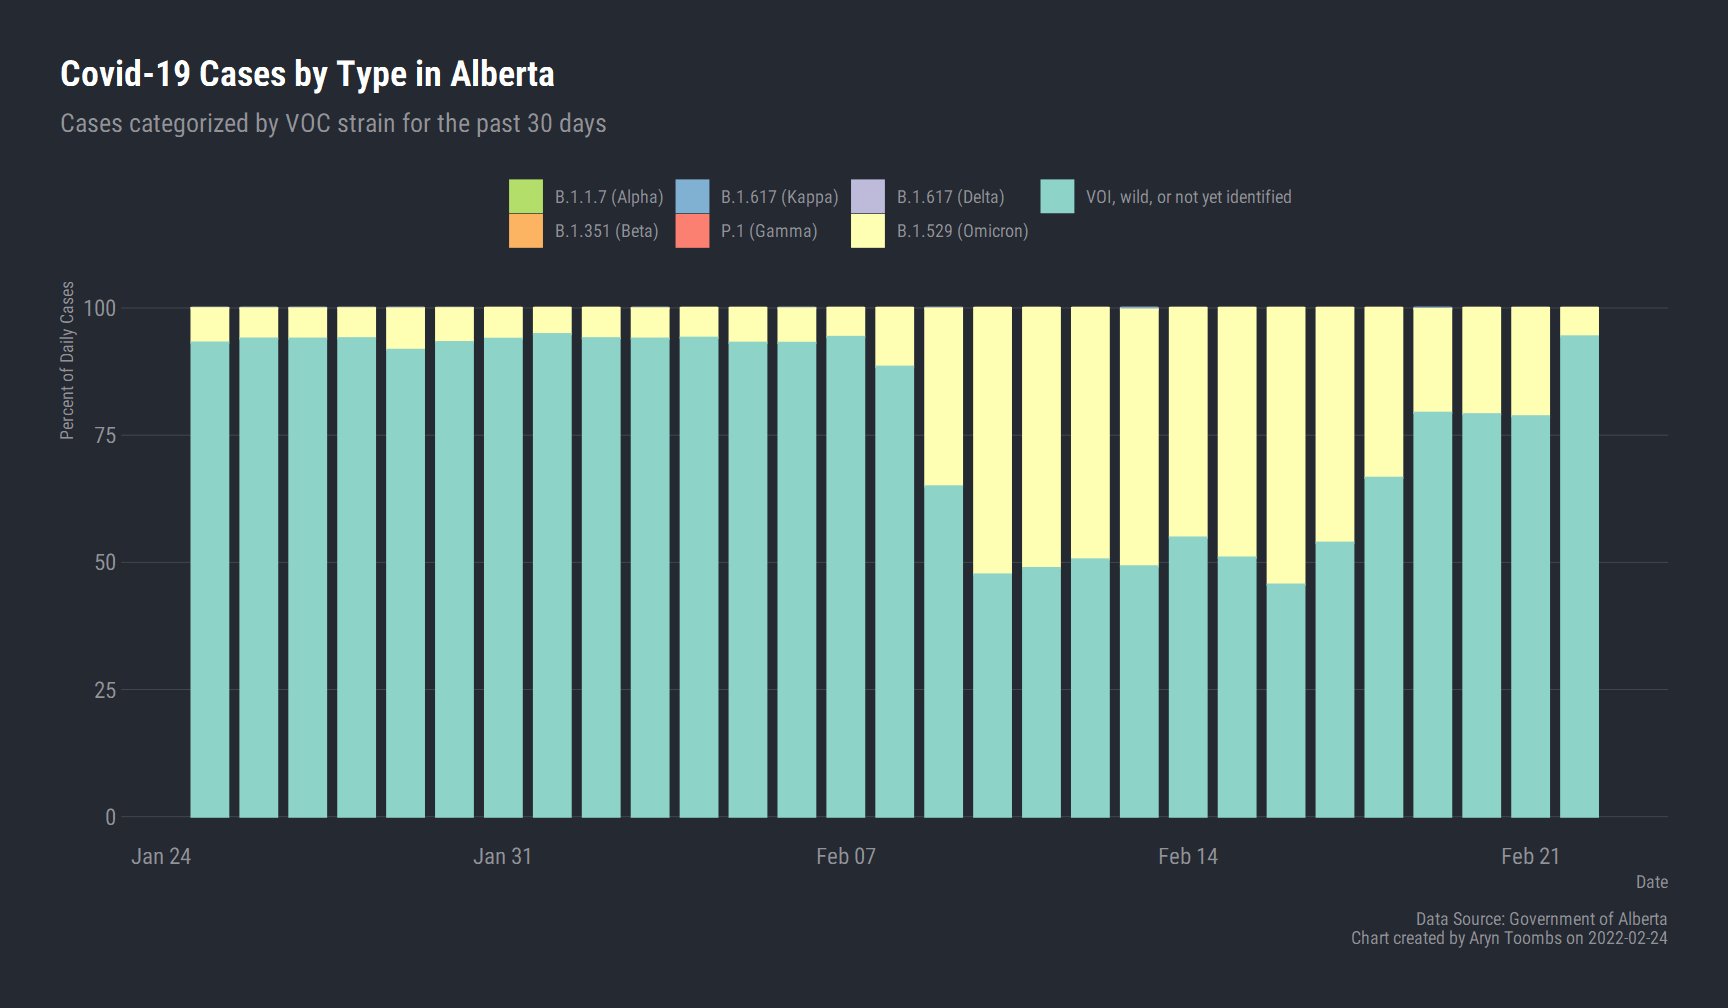 Covid-19 Cases by Type in Alberta
Cases categorized by VOC strain for the past 30 days
B.1.1.7 (Alpha) B.1.617 (Kappa) B.1.617 (Delta) VOI, wild, or not yet identified
B.1.351 (Beta) P.1 (Gamma) B.1.529 (Omicron)
Percent of Daily Cases
100
75
50
25
0
Jan 24 Jan 31 Feb 07 Feb 14 Feb 21
Date
Data Source: Government of Alberta
Chart created by Aryn Toombs on 2022-02-24